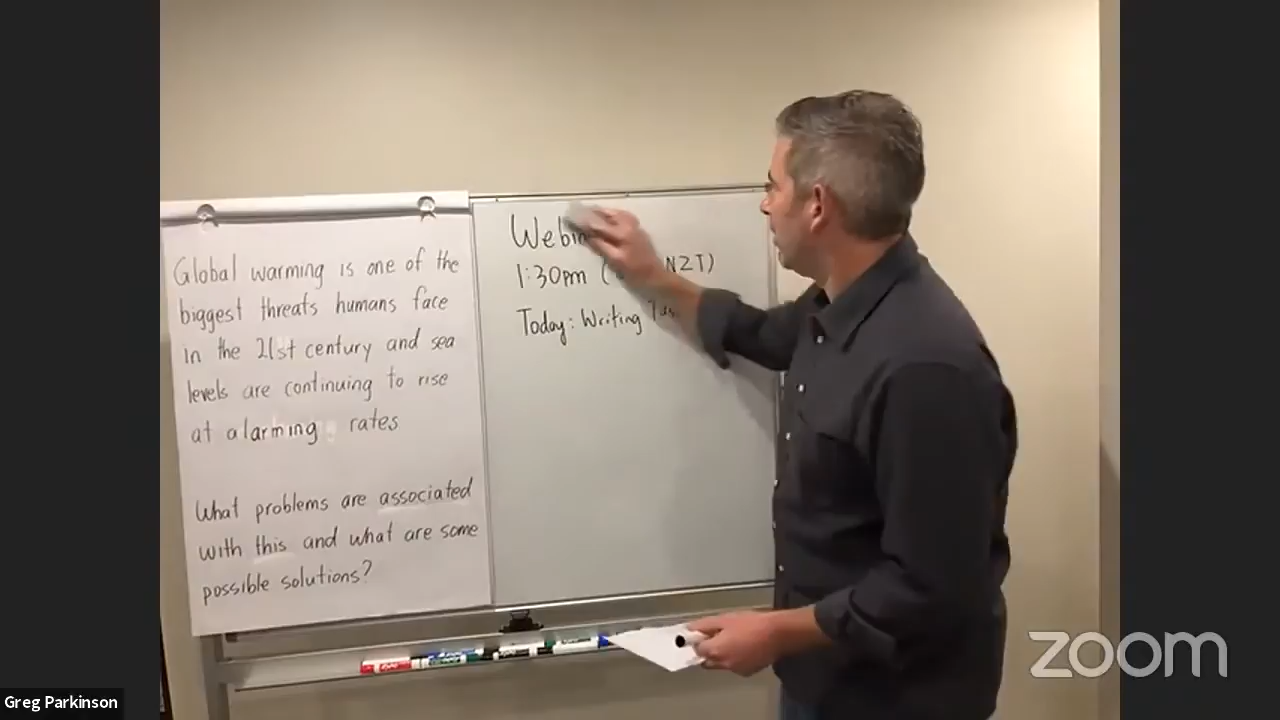 Global warming is one of the
biggest threats humans face
in the 21st century and sea
levels are continuing to rise
at alarming rates
What problems are associated
with this and what are some
possible solutions?
1:30pm ( NZT)
Today: Writing
zoom
Greg Parkinson